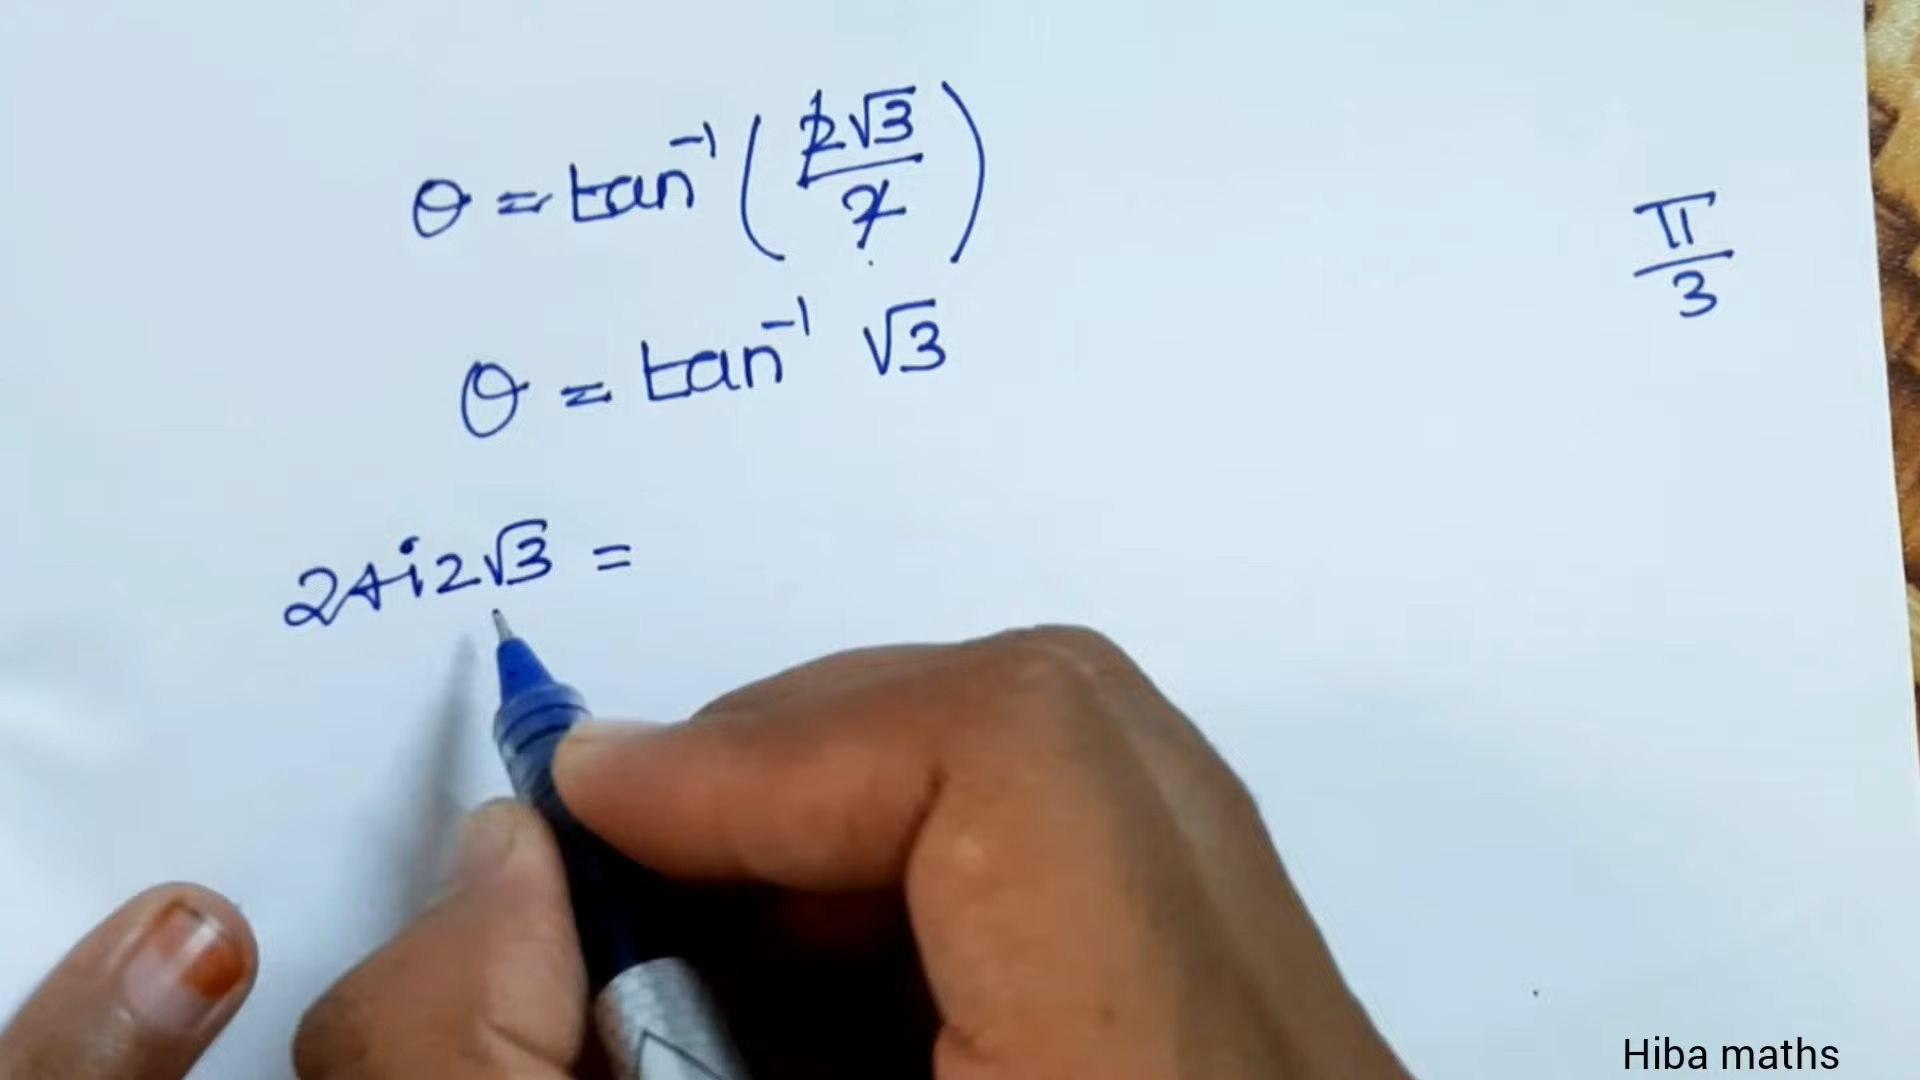 θ = tan⁻¹ (2√3/2)
π/3
θ = tan⁻¹ √3
2+i2√3 =
Hiba maths